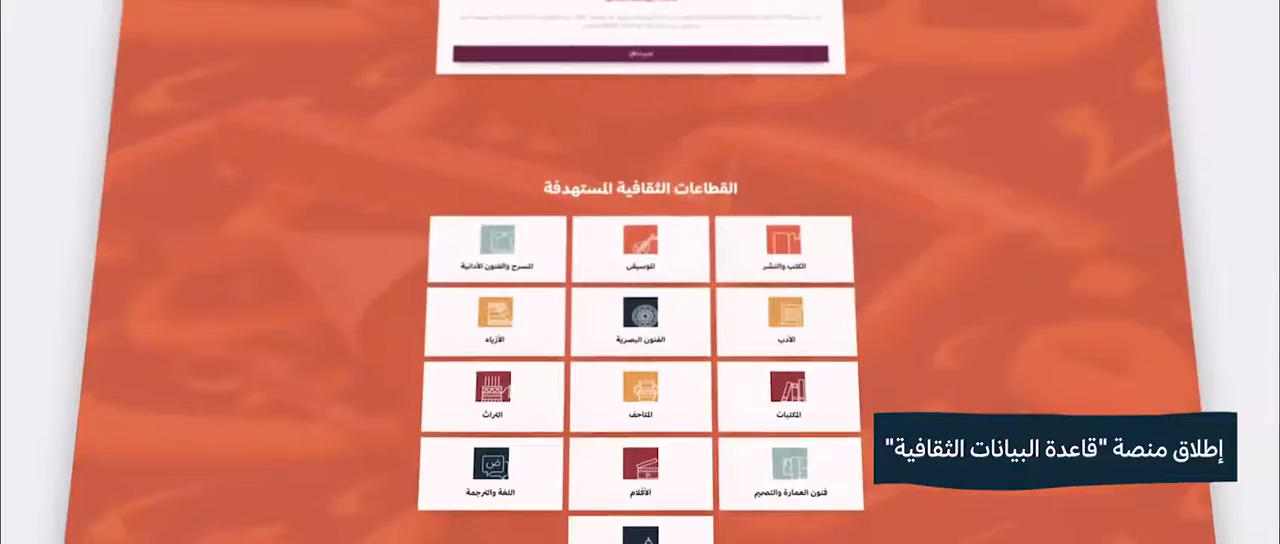 القطاعات الثقافية المستهدفة
الكتب والنشر
الموسيقى
المسرح والفنون الأدائية
الأدب
الفنون البصرية
الأزياء
المكتبات
المتاحف
التراث
فنون العمارة والتصميم
الأفلام
اللغة والترجمة
إطلاق منصة "قاعدة البيانات الثقافية"